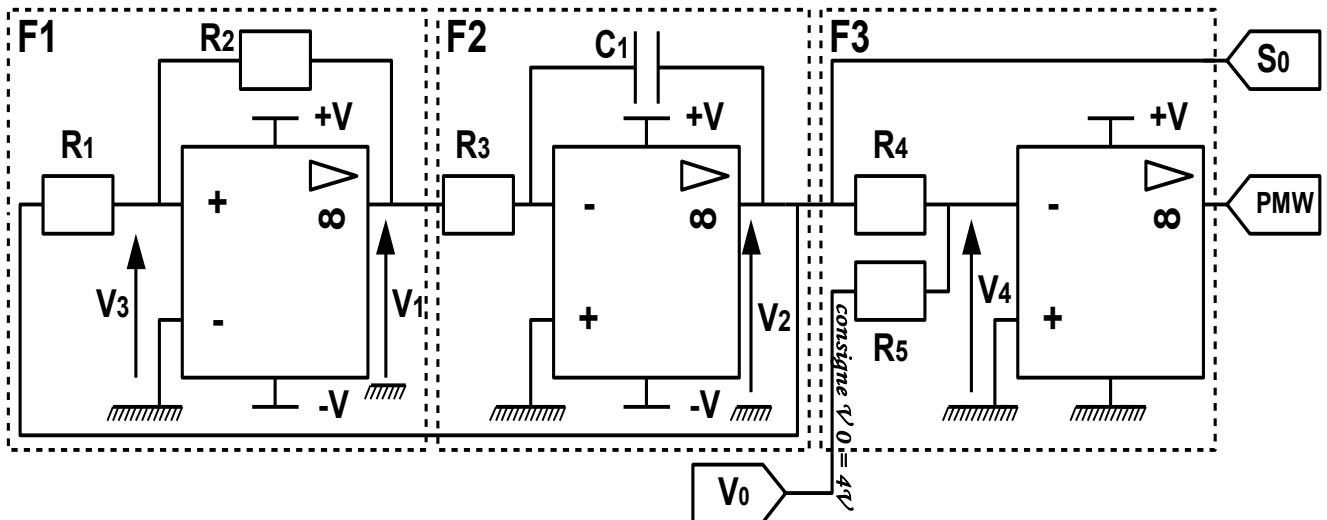 F1
R2
+V
R1
+
-
▷
∞
V3
V1
-V
F2
C1
+V
R3
-
+
▷
∞
V2
-V
F3
S0
+V
R4
-
+
▷
∞
PMW
V4
R5
consigne V0 = 4V
V0